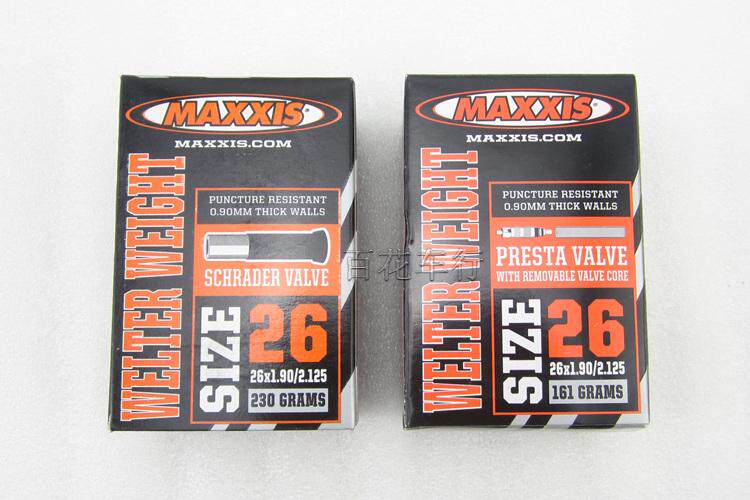 MAXXIS
MAXXIS.COM
WELTER WEIGHT
PUNCTURE RESISTANT
0.90MM THICK WALLS
SCHRADER VALVE
SIZE
26
26x1.90/2.125
230 GRAMS
MAXXIS
MAXXIS.COM
WELTER WEIGHT
PUNCTURE RESISTANT
0.90MM THICK WALLS
PRESTA VALVE
WITH REMOVABLE VALVE CORE
SIZE
26
26x1.90/2.125
161 GRAMS
百花车行